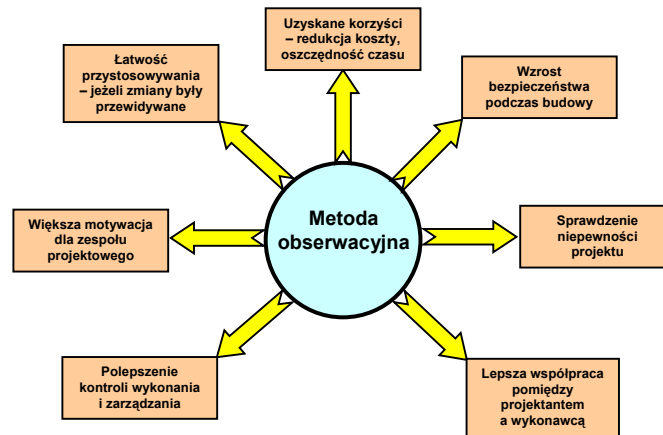 Uzyskane korzyści
– redukcja koszty,
oszczędność czasu
Łatwość
przystosowywania
– jeżeli zmiany były
przewidywane
Wzrost
bezpieczeństwa
podczas budowy
Metoda
obserwacyjna
Większa motywacja
dla zespołu
projektowego
Sprawdzenie
niepewności
projektu
Polepszenie
kontroli wykonania
i zarządzania
Lepsza współpraca
pomiędzy
projektantem
a wykonawcą